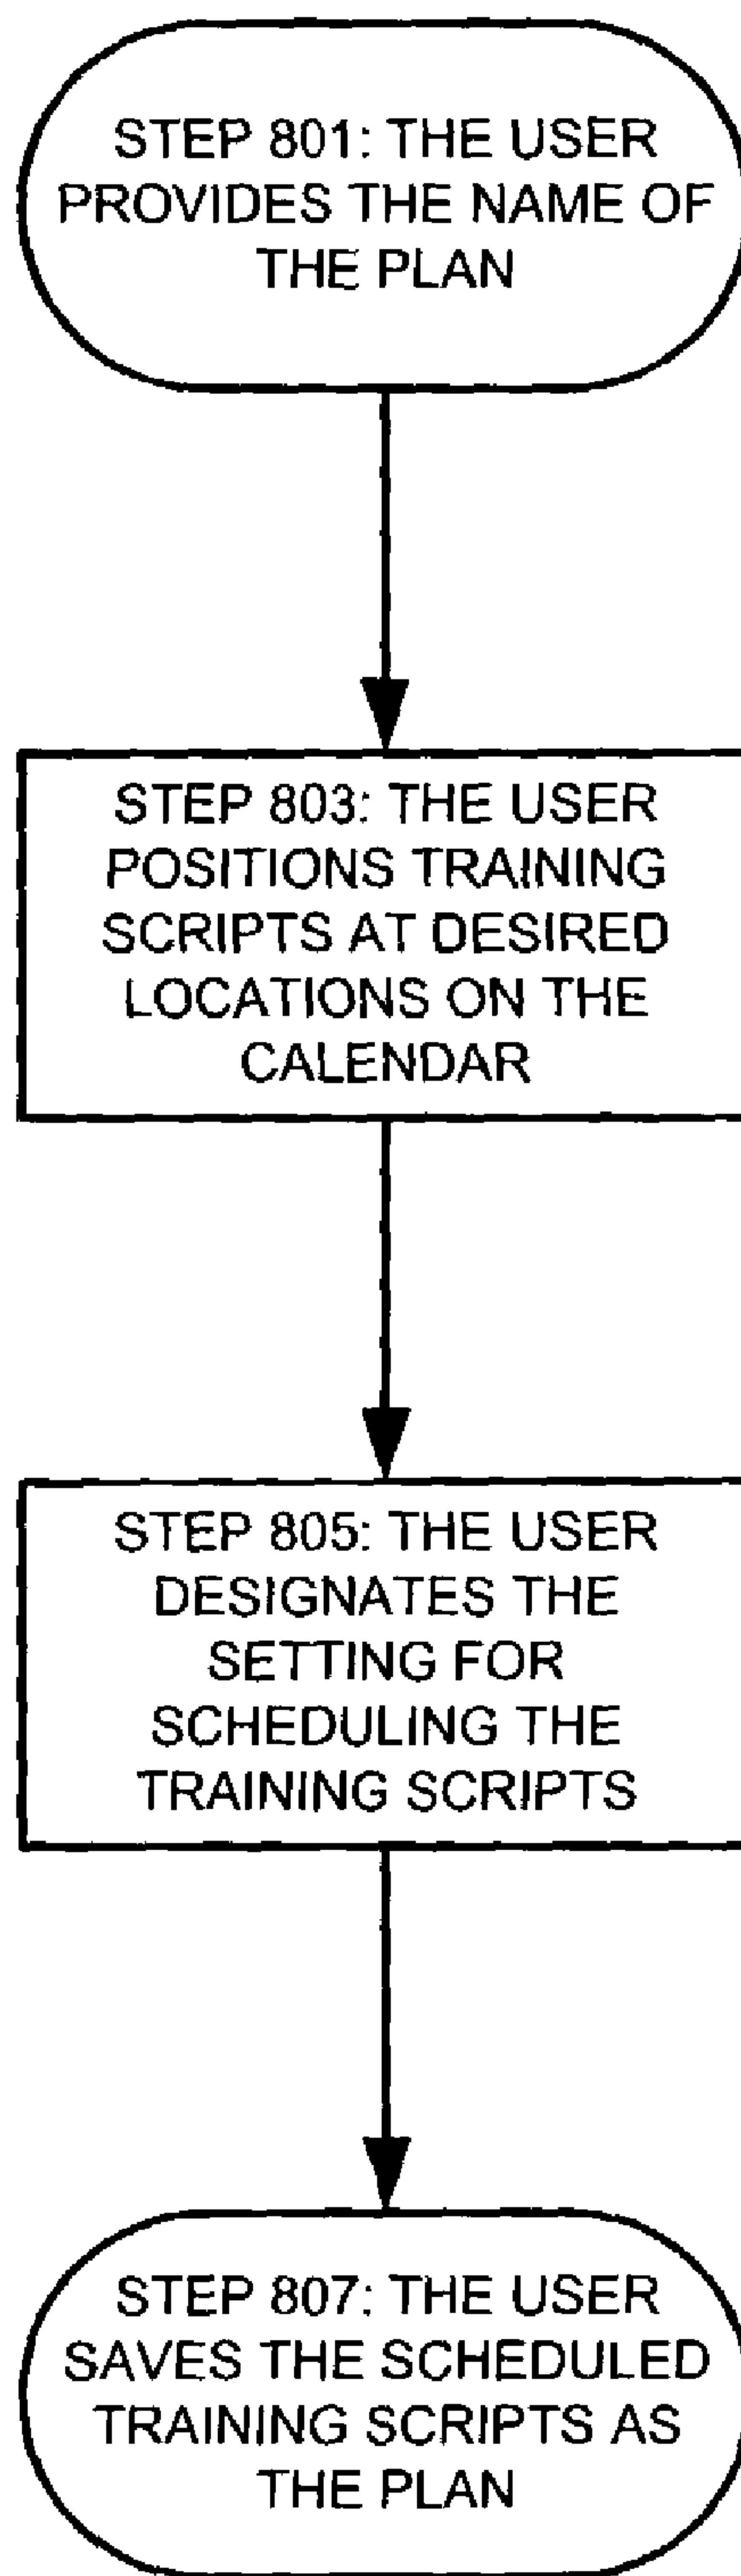 STEP 801: THE USER
PROVIDES THE NAME OF
THE PLAN
STEP 803: THE USER
POSITIONS TRAINING
SCRIPTS AT DESIRED
LOCATIONS ON THE
CALENDAR
STEP 805: THE USER
DESIGNATES THE
SETTING FOR
SCHEDULING THE
TRAINING SCRIPTS
STEP 807: THE USER
SAVES THE SCHEDULED
TRAINING SCRIPTS AS
THE PLAN